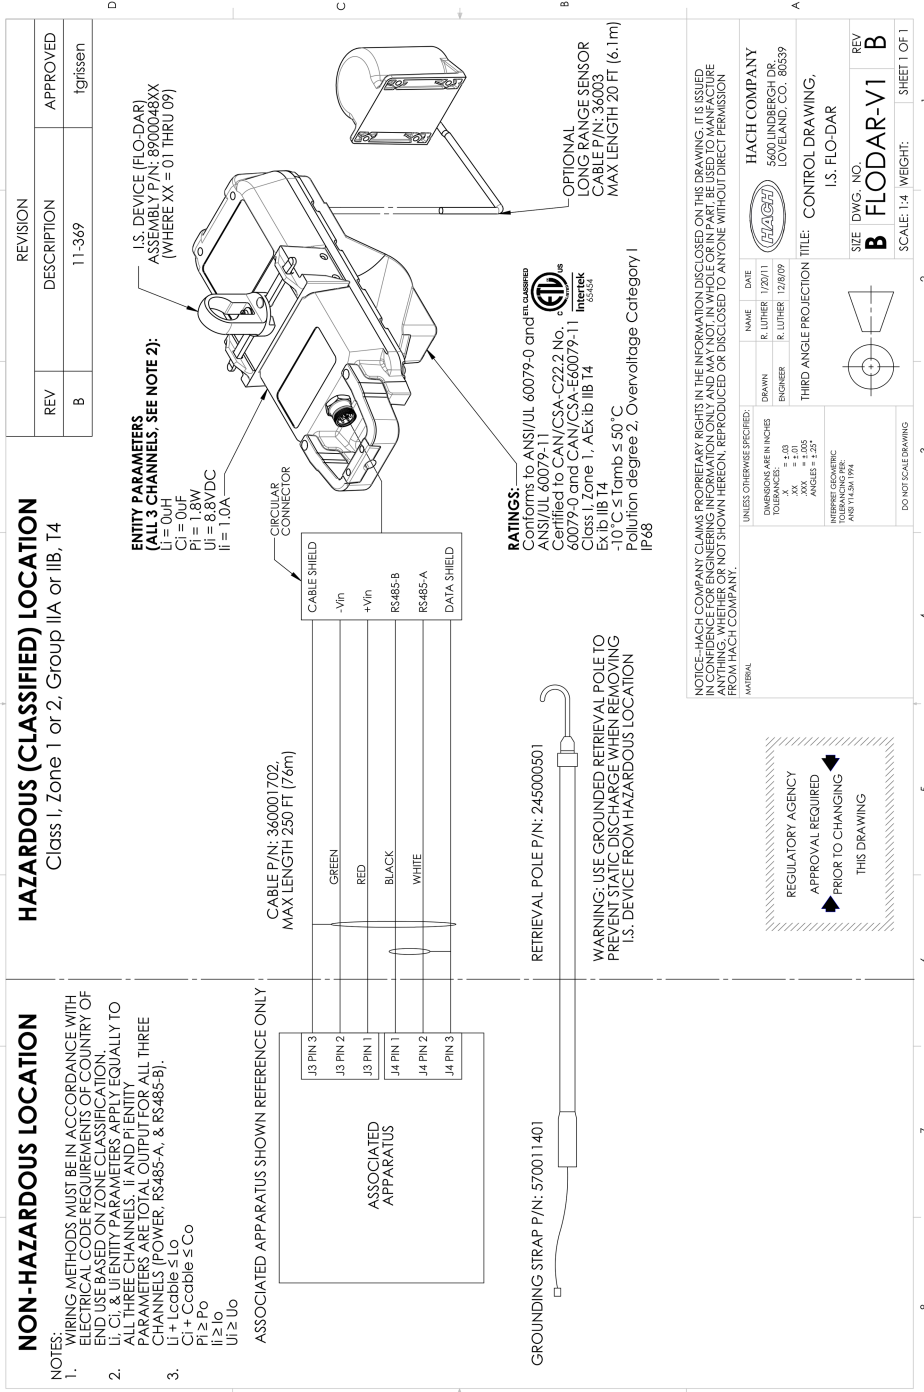 NON-HAZARDOUS LOCATION
NOTES:
1. WIRING METHODS MUST BE IN ACCORDANCE WITH
ELECTRICAL CODE REQUIREMENTS OF COUNTRY OF
END USE BASED ON ZONE CLASSIFICATION.
2. Li, Ci, & Ui ENTITY PARAMETERS APPLY EQUALLY TO
ALL THREE CHANNELS. Ii AND Pi ENTITY
PARAMETERS ARE TOTAL OUTPUT FOR ALL THREE
CHANNELS (POWER, RS485-A, & RS485-B).
3. Li + Lcable ≤ Lo
Ci + Ccable ≤ Co
Pi ≥ Po
Ii ≥ Io
Ui ≥ Uo
ASSOCIATED APPARATUS SHOWN REFERENCE ONLY
ASSOCIATED
APPARATUS
J3 PIN 3
J3 PIN 2
J3 PIN 1
J4 PIN 1
J4 PIN 2
J4 PIN 3
GROUNDING STRAP P/N: 570011401
HAZARDOUS (CLASSIFIED) LOCATION
Class I, Zone 1 or 2, Group IIA or IIB, T4
CABLE P/N: 360001702,
MAX LENGTH 250 FT (76m)
GREEN
RED
BLACK
WHITE
CIRCULAR
CONNECTOR
CABLE SHIELD
-Vin
+Vin
RS485-B
RS485-A
DATA SHIELD
ENTITY PARAMETERS
(ALL 3 CHANNELS, SEE NOTE 2):
Li = 0uH
Ci = 0uF
Pi = 1.8W
Ui = 8.8VDC
Ii = 1.0A
I.S. DEVICE (FLO-DAR)
ASSEMBLY P/N: 8900048XX
(WHERE XX = 01 THRU 09)
OPTIONAL
LONG RANGE SENSOR
CABLE P/N: 36003
MAX LENGTH 20 FT (6.1m)
RATINGS:
Conforms to ANSI/UL 60079-0 and
ANSI/UL 60079-11
Certified to CAN/CSA-C22.2 No.
60079-0 and CAN/CSA-E60079-11
Class I, Zone 1, AEx ib IIB T4
Ex ib IIB T4
-10°C ≤ Tamb ≤ 50°C
Pollution degree 2, Overvoltage Category I
IP68
ETL CLASSIFIED
ETL
C
US
Intertek
65454
RETRIEVAL POLE P/N: 245000501
WARNING: USE GROUNDED RETRIEVAL POLE TO
PREVENT STATIC DISCHARGE WHEN REMOVING
I.S. DEVICE FROM HAZARDOUS LOCATION
REGULATORY AGENCY
APPROVAL REQUIRED
PRIOR TO CHANGING
THIS DRAWING
REVISION
REV DESCRIPTION APPROVED
B 11-369 tgrissen
NOTICE--HACH COMPANY CLAIMS PROPRIETARY RIGHTS IN THE INFORMATION DISCLOSED ON THIS DRAWING. IT IS ISSUED
IN CONFIDENCE FOR ENGINEERING INFORMATION ONLY AND MAY NOT, IN WHOLE OR IN PART, BE USED TO MANFACTURE
ANYTHING, WHETHER OR NOT SHOWN HEREON, REPRODUCED OR DISCLOSED TO ANYONE WITHOUT DIRECT PERMISSION
FROM HACH COMPANY.
MATERIAL
UNLESS OTHERWISE SPECIFIED:
DIMENSIONS ARE IN INCHES
TOLERANCES:
.X = ±.03
.XX = ±.01
.XXX = ±.005
ANGLES = ±.25°
INTERPRET GEOMETRIC
TOLERANCING PER:
ANSI Y14.5M 1994
DO NOT SCALE DRAWING
NAME DATE
DRAWN R. LUTHER 1/20/11
ENGINEER R. LUTHER 12/8/09
THIRD ANGLE PROJECTION
HACH
HACH COMPANY
5600 LINDBERGH DR.
LOVELAND, CO. 80539
TITLE: CONTROL DRAWING,
I.S. FLO-DAR
SIZE DWG. NO. REV
B FLODAR-V1 B
SCALE: 1:4 WEIGHT: SHEET 1 OF 1
D
C
B
A